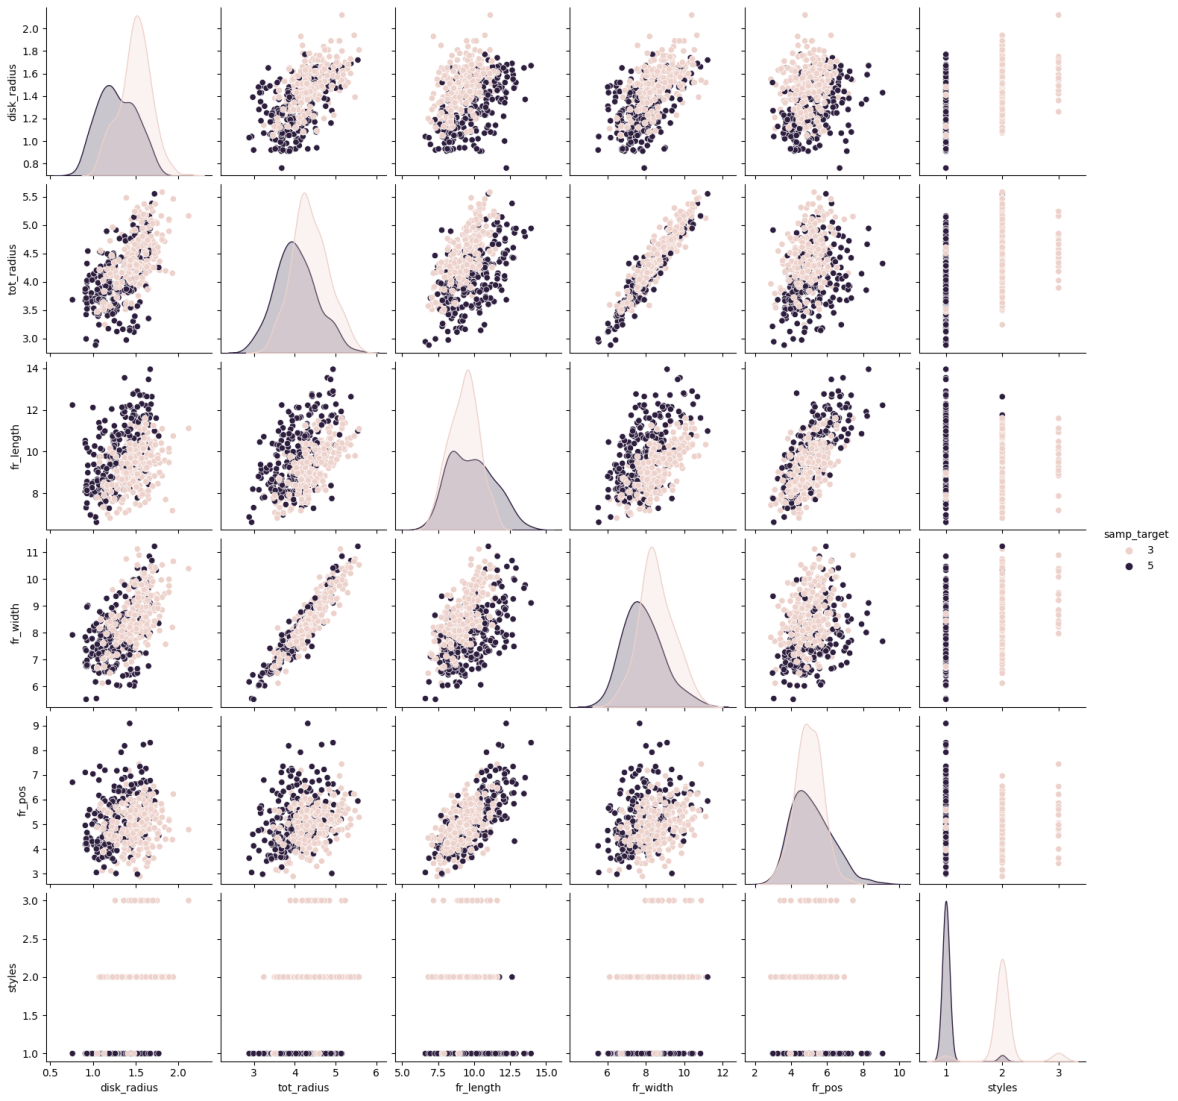 2.0
1.8
1.6
1.4
1.2
1.0
0.8
disk_radius
5.5
5.0
4.5
4.0
3.5
3.0
tot_radius
14
12
10
8
fr_length
samp_target
3
5
11
10
9
8
7
6
fr_width
9
8
7
6
5
4
3
fr_pos
3.0
2.5
2.0
1.5
1.0
styles
0.5 1.0 1.5 2.0
disk_radius
3 4 5 6
tot_radius
5.0 7.5 10.0 12.5 15.0
fr_length
6 8 10 12
fr_width
2 4 6 8 10
fr_pos
1 2 3
styles